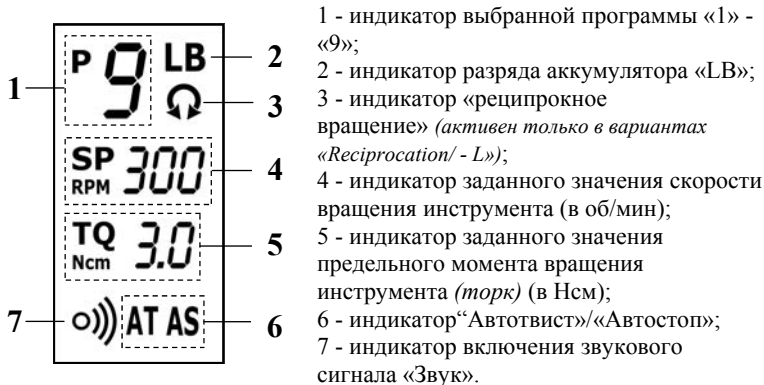 P 9 LB
SP RPM 300
TQ Ncm 3.0
AT AS
1
2
3
4
5
6
7
1 - индикатор выбранной программы «1» -
«9»;
2 - индикатор разряда аккумулятора «LB»;
3 - индикатор «реципрокное
вращение» (активен только в вариантах
«Reciprocation/ - L»);
4 - индикатор заданного значения скорости
вращения инструмента (в об/мин);
5 - индикатор заданного значения
предельного момента вращения
инструмента (торк) (в Нсм);
6 - индикатор“Автотвист»/«Автостоп»;
7 - индикатор включения звукового
сигнала «Звук».